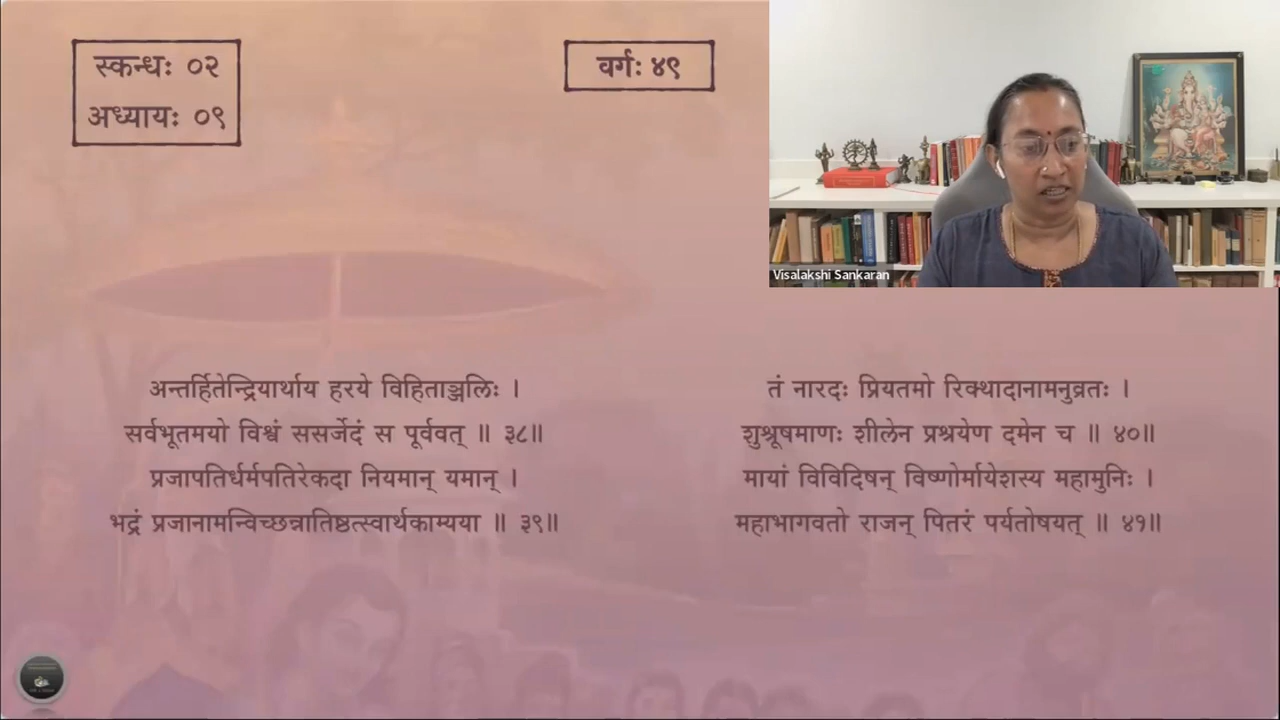 स्कन्धः ०२
अध्यायः ०९
वर्गः ४९
Visalakshi Sankaran
अन्तर्हितेन्द्रियार्थाय हरये विहिताञ्जलिः ।
सर्वभूतमयो विश्वं ससर्जेदं स पूर्ववत् ॥ ३८॥
प्रजापतिर्धर्मपतिरेकदा नियमान् यमान् ।
भद्रं प्रजानामन्विच्छन्नातिष्ठत्स्वार्थकाम्यया ॥ ३९॥
तं नारदः प्रियतमो रिक्थादानामनुव्रतः ।
शुश्रूषमाणः शीलेन प्रश्रयेण दमेन च ॥ ४०॥
मायां विविदिषन् विष्णोर्मायेशस्य महामुनिः ।
महाभागवतो राजन् पितरं पर्यतोषयत् ॥ ४१॥